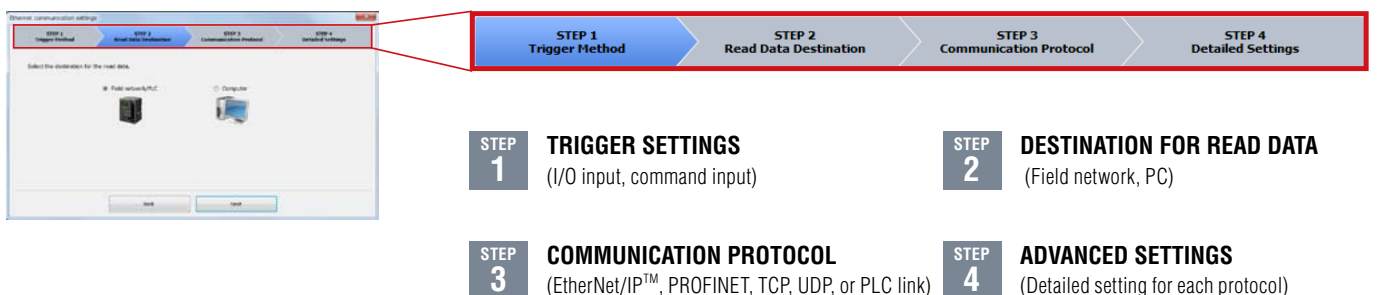 Ethernet communication settings
STEP 1
Trigger Method
STEP 2
Read Data Destination
STEP 3
Communication Protocol
STEP 4
Detailed Settings
Select the destination for the read data.
Field network/PLC
Computer
Back
Next
STEP 1
Trigger Method
STEP 2
Read Data Destination
STEP 3
Communication Protocol
STEP 4
Detailed Settings
STEP
1
TRIGGER SETTINGS
(I/O input, command input)
STEP
2
DESTINATION FOR READ DATA
(Field network, PC)
STEP
3
COMMUNICATION PROTOCOL
(EtherNet/IP™, PROFINET, TCP, UDP, or PLC link)
STEP
4
ADVANCED SETTINGS
(Detailed setting for each protocol)